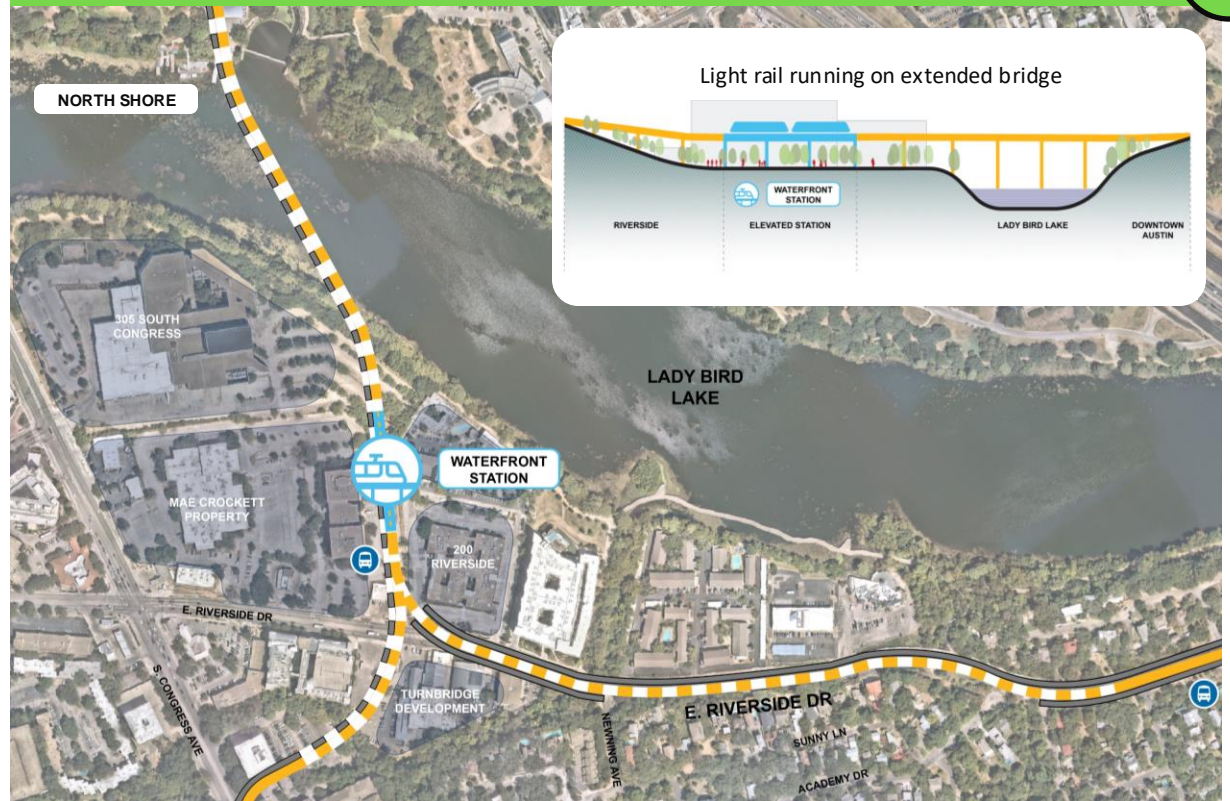 Light rail running on extended bridge
WATERFRONT
STATION
RIVERSIDE
ELEVATED STATION
LADY BIRD LAKE
DOWNTOWN
AUSTIN
NORTH SHORE
305 SOUTH
CONGRESS
LADY BIRD
LAKE
WATERFRONT
STATION
MAE CROCKETT
PROPERTY
200
RIVERSIDE
E. RIVERSIDE DR
S. CONGRESS AVE
TURNBRIDGE
DEVELOPMENT
NEWNING AVE
E. RIVERSIDE DR
SUNNY LN
ACADEMY DR